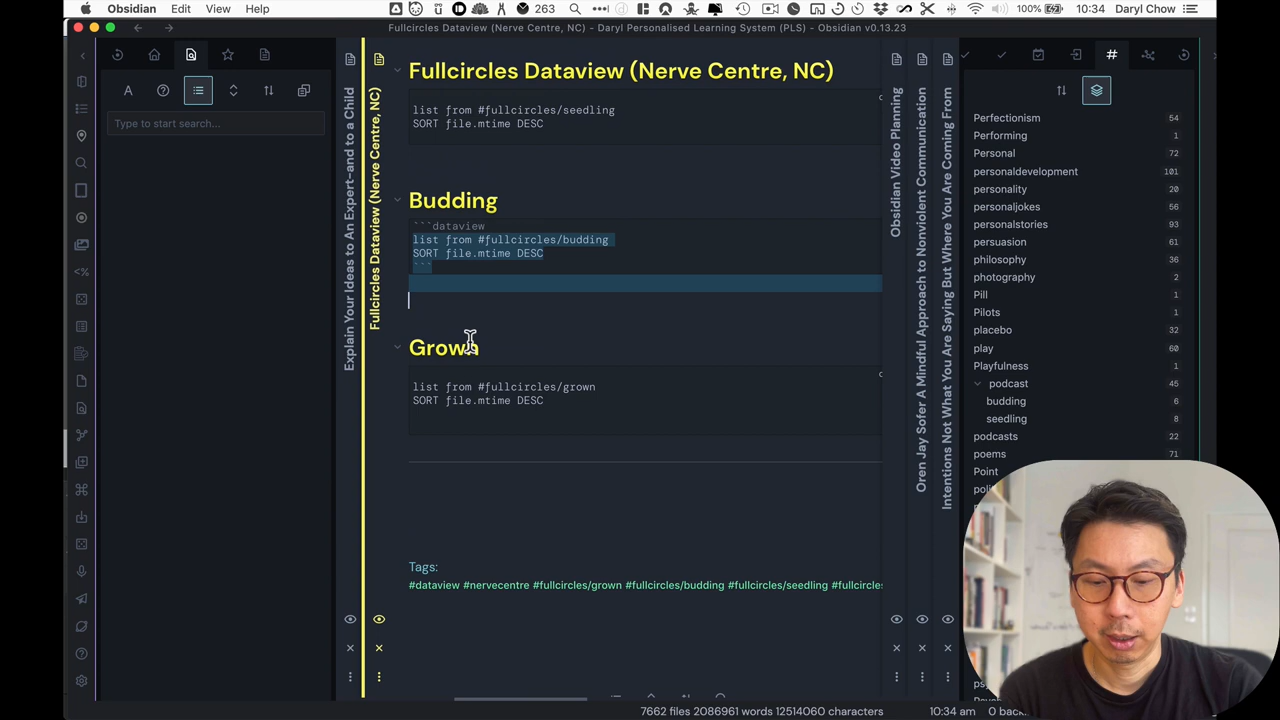 Obsidian Edit View Window Help 263 100% 10:34 Daryl Chow
Fullcircles Dataview (Nerve Centre, NC) - Daryl Personalised Learning System (PLS) - Obsidian v0.13.23
Type to start search...
Explain Your Ideas to An Expert–and to a Child
Fullcircles Dataview (Nerve Centre, NC)
Fullcircles Dataview (Nerve Centre, NC)
list from #fullcircles/seedling
SORT file.mtime DESC
Budding
```dataview
list from #fullcircles/budding
SORT file.mtime DESC
```
Grown
list from #fullcircles/grown
SORT file.mtime DESC
Tags:
#dataview #nervecentre #fullcircles/grown #fullcircles/budding #fullcircles/seedling #fullcircles
Obsidian Video Planning
Oren Jay Sofer A Mindful Approach to Nonviolent Communication
Intentions Not What You Are Saying But Where You Are Coming From
Perfectionism 54
Performing 1
Personal 72
personaldevelopment 101
personality 20
personaljokes 56
personalstories 23
persuasion 61
philosophy 36
photography 2
Pill 1
Pilots 1
placebo 32
play 60
Playfulness 1
podcast 45
budding 6
seedling 8
podcasts 22
poems 71
Point
7662 files 2086961 words 12514060 characters 10:34 am 0 back